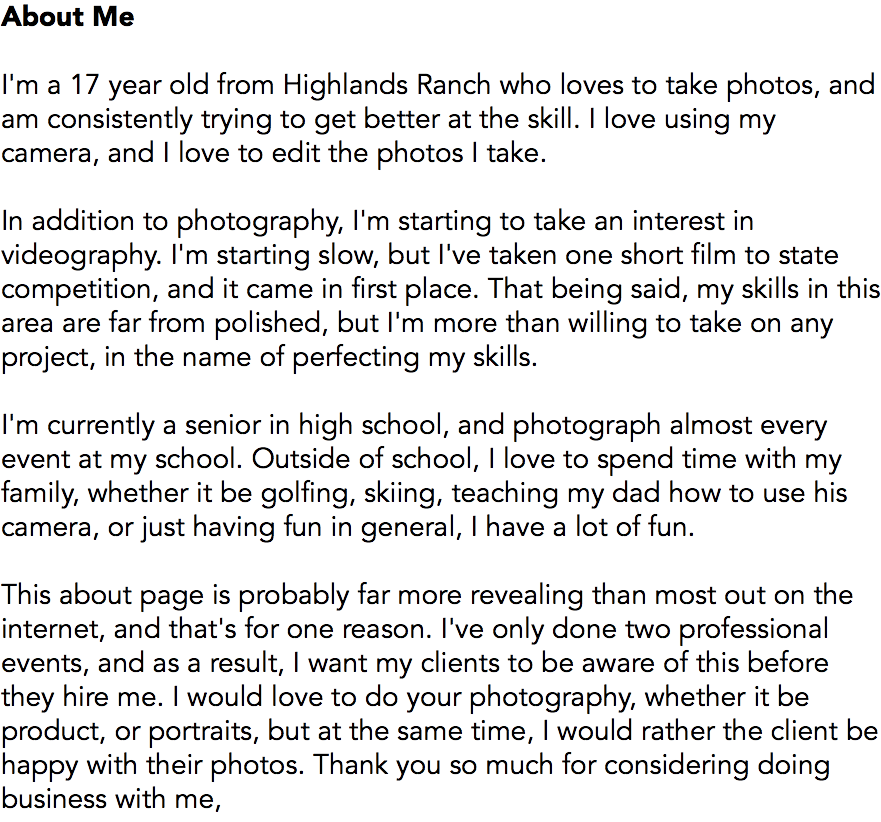 About Me
I'm a 17 year old from Highlands Ranch who loves to take photos, and
am consistently trying to get better at the skill. I love using my
camera, and I love to edit the photos I take.
In addition to photography, I'm starting to take an interest in
videography. I'm starting slow, but I've taken one short film to state
competition, and it came in first place. That being said, my skills in this
area are far from polished, but I'm more than willing to take on any
project, in the name of perfecting my skills.
I'm currently a senior in high school, and photograph almost every
event at my school. Outside of school, I love to spend time with my
family, whether it be golfing, skiing, teaching my dad how to use his
camera, or just having fun in general, I have a lot of fun.
This about page is probably far more revealing than most out on the
internet, and that's for one reason. I've only done two professional
events, and as a result, I want my clients to be aware of this before
they hire me. I would love to do your photography, whether it be
product, or portraits, but at the same time, I would rather the client be
happy with their photos. Thank you so much for considering doing
business with me,